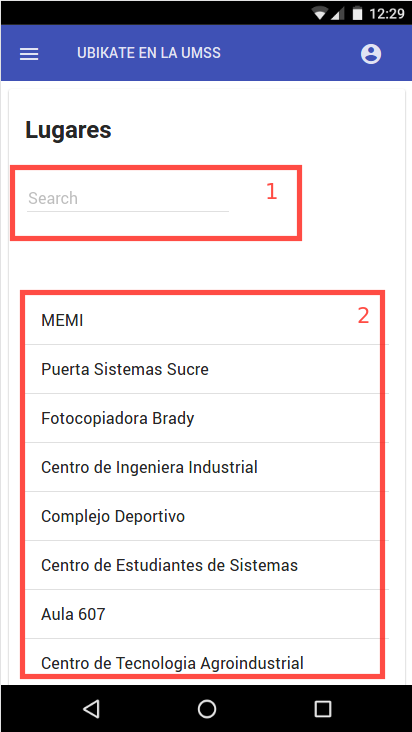 12:29
UBIKATE EN LA UMSS
Lugares
Search
1
2
MEMI
Puerta Sistemas Sucre
Fotocopiadora Brady
Centro de Ingeniera Industrial
Complejo Deportivo
Centro de Estudiantes de Sistemas
Aula 607
Centro de Tecnologia Agroindustrial